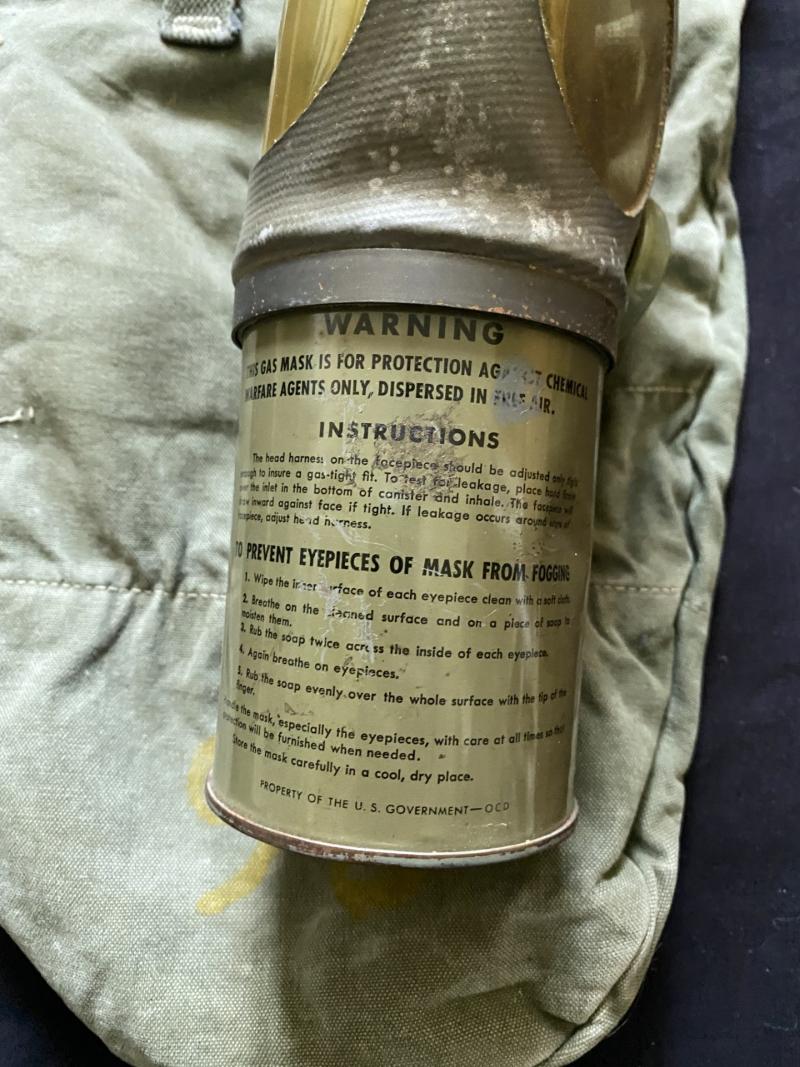 WARNING
THIS GAS MASK IS FOR PROTECTION AGAINST CHEMICAL
WARFARE AGENTS ONLY, DISPERSED IN FREE AIR.
INSTRUCTIONS
The head harness on the facepiece should be adjusted only tight
enough to insure a gas-tight fit. To test for leakage, place hand firmly
over the inlet in the bottom of canister and inhale. The facepiece will
draw inward against face if tight. If leakage occurs around edges of
facepiece, adjust head harness.
TO PREVENT EYEPIECES OF MASK FROM FOGGING
1. Wipe the inner surface of each eyepiece clean with a soft cloth.
2. Breathe on the cleaned surface and on a piece of soap to
moisten them.
3. Rub the soap twice across the inside of each eyepiece.
4. Again breathe on eyepieces.
5. Rub the soap evenly over the whole surface with the tip of the
finger.
Handle the mask, especially the eyepieces, with care at all times so that
protection will be furnished when needed.
Store the mask carefully in a cool, dry place.
PROPERTY OF THE U. S. GOVERNMENT—OCD